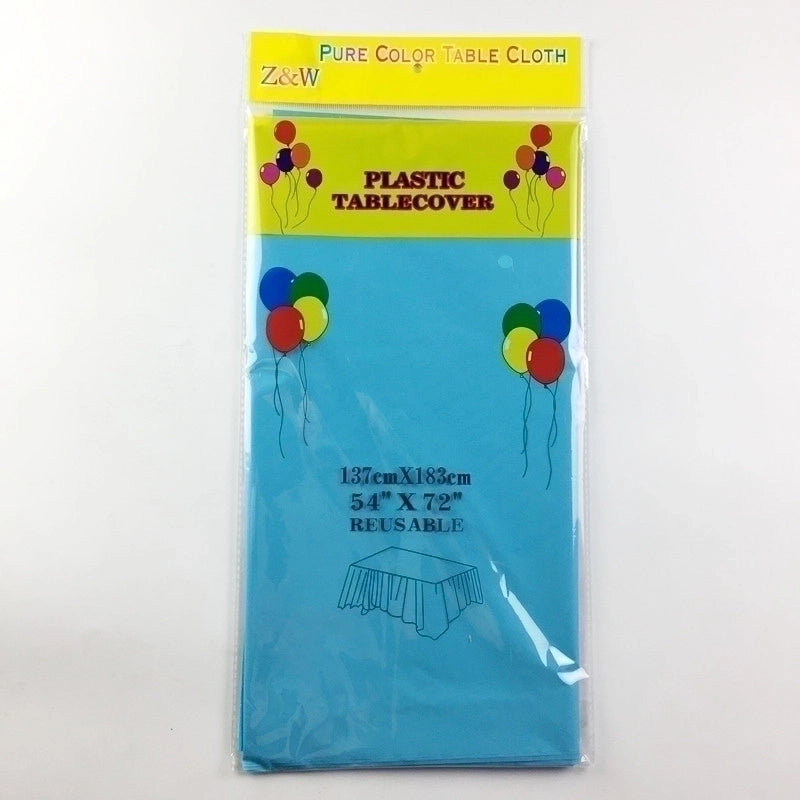 PURE COLOR TABLE CLOTH
Z&W
PLASTIC
TABLECOVER
137cmX183cm
54" X 72"
REUSABLE